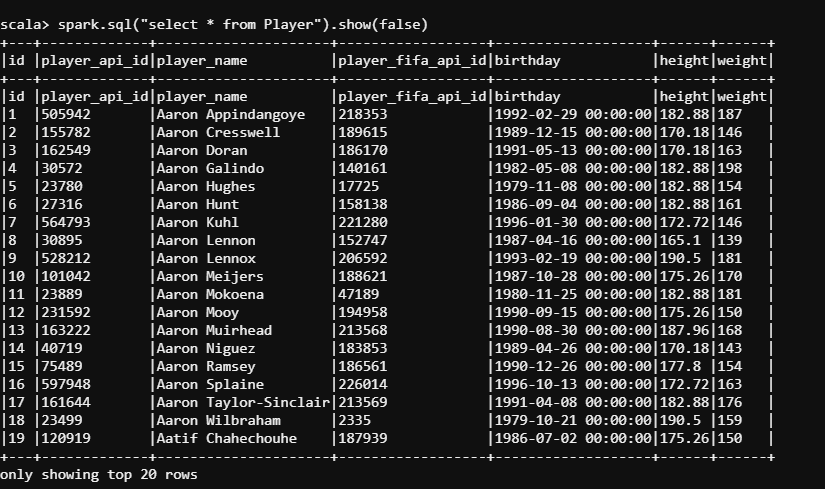 scala> spark.sql("select * from Player").show(false)
+---+-------------+------------------------+------------------+-------------------+------+------+
|id |player_api_id|player_name             |player_fifa_api_id|birthday           |height|weight|
+---+-------------+------------------------+------------------+-------------------+------+------+
|id |player_api_id|player_name             |player_fifa_api_id|birthday           |height|weight|
|1  |505942       |Aaron Appindangoye      |218353            |1992-02-29 00:00:00|182.88|187   |
|2  |155782       |Aaron Cresswell         |189615            |1989-12-15 00:00:00|170.18|146   |
|3  |162549       |Aaron Doran             |186170            |1991-05-13 00:00:00|170.18|163   |
|4  |30572        |Aaron Galindo           |140161            |1982-05-08 00:00:00|182.88|198   |
|5  |23780        |Aaron Hughes            |17725             |1979-11-08 00:00:00|182.88|154   |
|6  |27316        |Aaron Hunt              |158138            |1986-09-04 00:00:00|182.88|161   |
|7  |564793       |Aaron Kuhl              |221280            |1996-01-30 00:00:00|172.72|146   |
|8  |30895        |Aaron Lennon            |152747            |1987-04-16 00:00:00|165.1 |139   |
|9  |528212       |Aaron Lennox            |206592            |1993-02-19 00:00:00|190.5 |181   |
|10 |101042       |Aaron Meijers           |188621            |1987-10-28 00:00:00|175.26|170   |
|11 |23889        |Aaron Mokoena           |47189             |1980-11-25 00:00:00|182.88|181   |
|12 |231592       |Aaron Mooy              |194958            |1990-09-15 00:00:00|175.26|150   |
|13 |163222       |Aaron Muirhead          |213568            |1990-08-30 00:00:00|187.96|168   |
|14 |40719        |Aaron Niguez            |183853            |1989-04-26 00:00:00|170.18|143   |
|15 |75489        |Aaron Ramsey            |186561            |1990-12-26 00:00:00|177.8 |154   |
|16 |597948       |Aaron Splaine           |226014            |1996-10-13 00:00:00|172.72|163   |
|17 |161644       |Aaron Taylor-Sinclair|213569            |1991-04-08 00:00:00|182.88|176   |
|18 |23499        |Aaron Wilbraham         |2335              |1979-10-21 00:00:00|190.5 |159   |
|19 |120919       |Aatif Chahechouhe       |187939            |1986-07-02 00:00:00|175.26|150   |
+---+-------------+------------------------+------------------+-------------------+------+------+
only showing top 20 rows